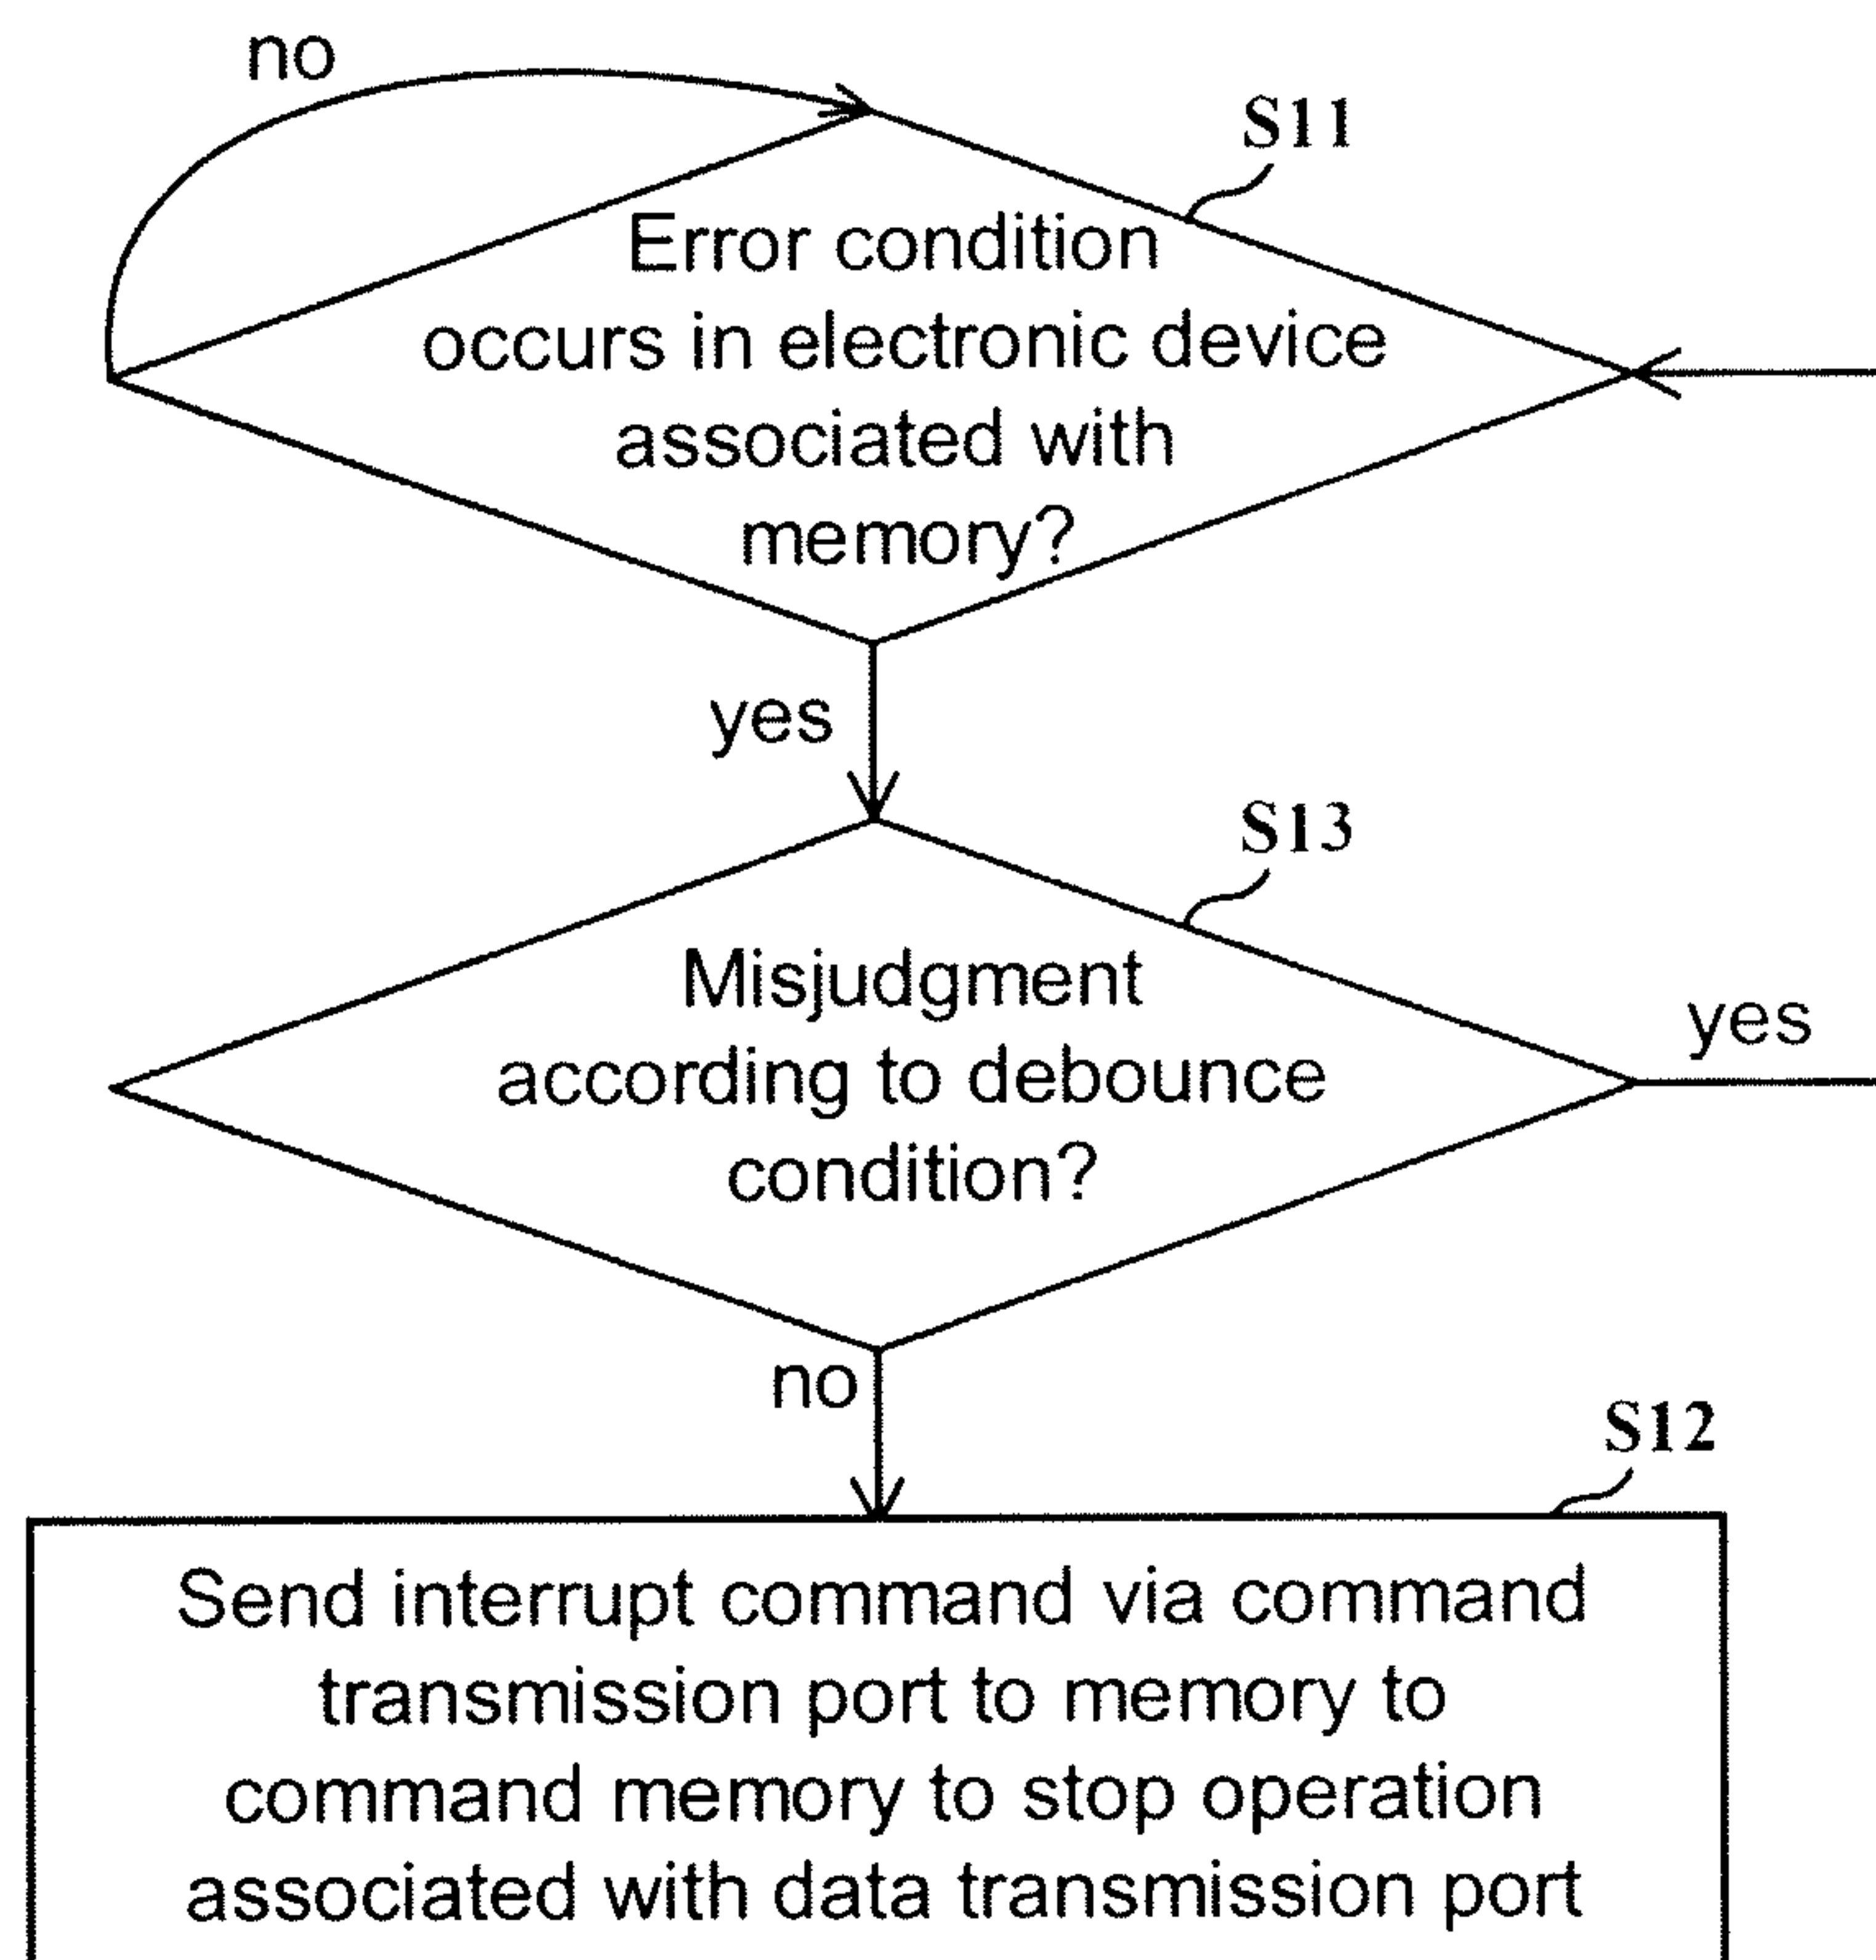 no
S11
Error condition
occurs in electronic device
associated with
memory?
yes
S13
Misjudgment
according to debounce
condition?
yes
no
S12
Send interrupt command via command
transmission port to memory to
command memory to stop operation
associated with data transmission port